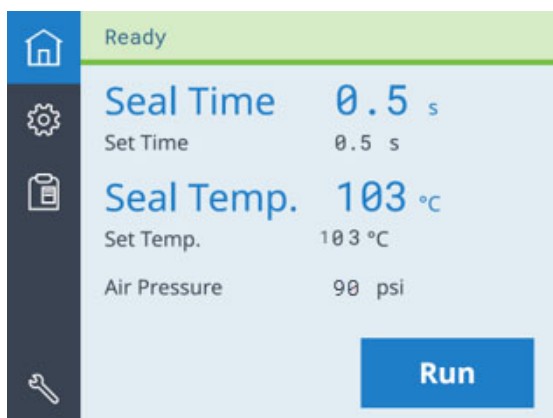 Ready
Seal Time 0.5 s
Set Time 0.5 s
Seal Temp. 103 °C
Set Temp. 103 °C
Air Pressure 90 psi
Run